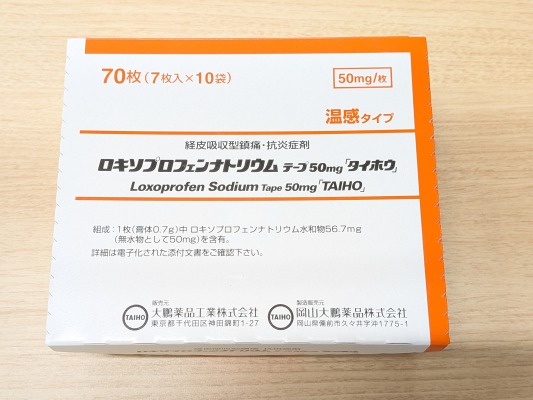 70枚(7枚入×10袋)
50mg/枚
温感タイプ
経皮吸収型鎮痛・抗炎症剤
ロキソプロフェンナトリウム テープ50mg「タイホウ」
Loxoprofen Sodium Tape 50mg「TAIHO」
組成:1枚(膏体0.7g)中 ロキソプロフェンナトリウム水和物56.7mg
(無水物として50mg)を含有。
詳細は電子化された添付文書をご確認下さい。
TAIHO
販売元
大鵬薬品工業株式会社
東京都千代田区神田錦町1-27
TAIHO
製造販売元
岡山大鵬薬品株式会社
岡山県備前市久々井字沖1775-1